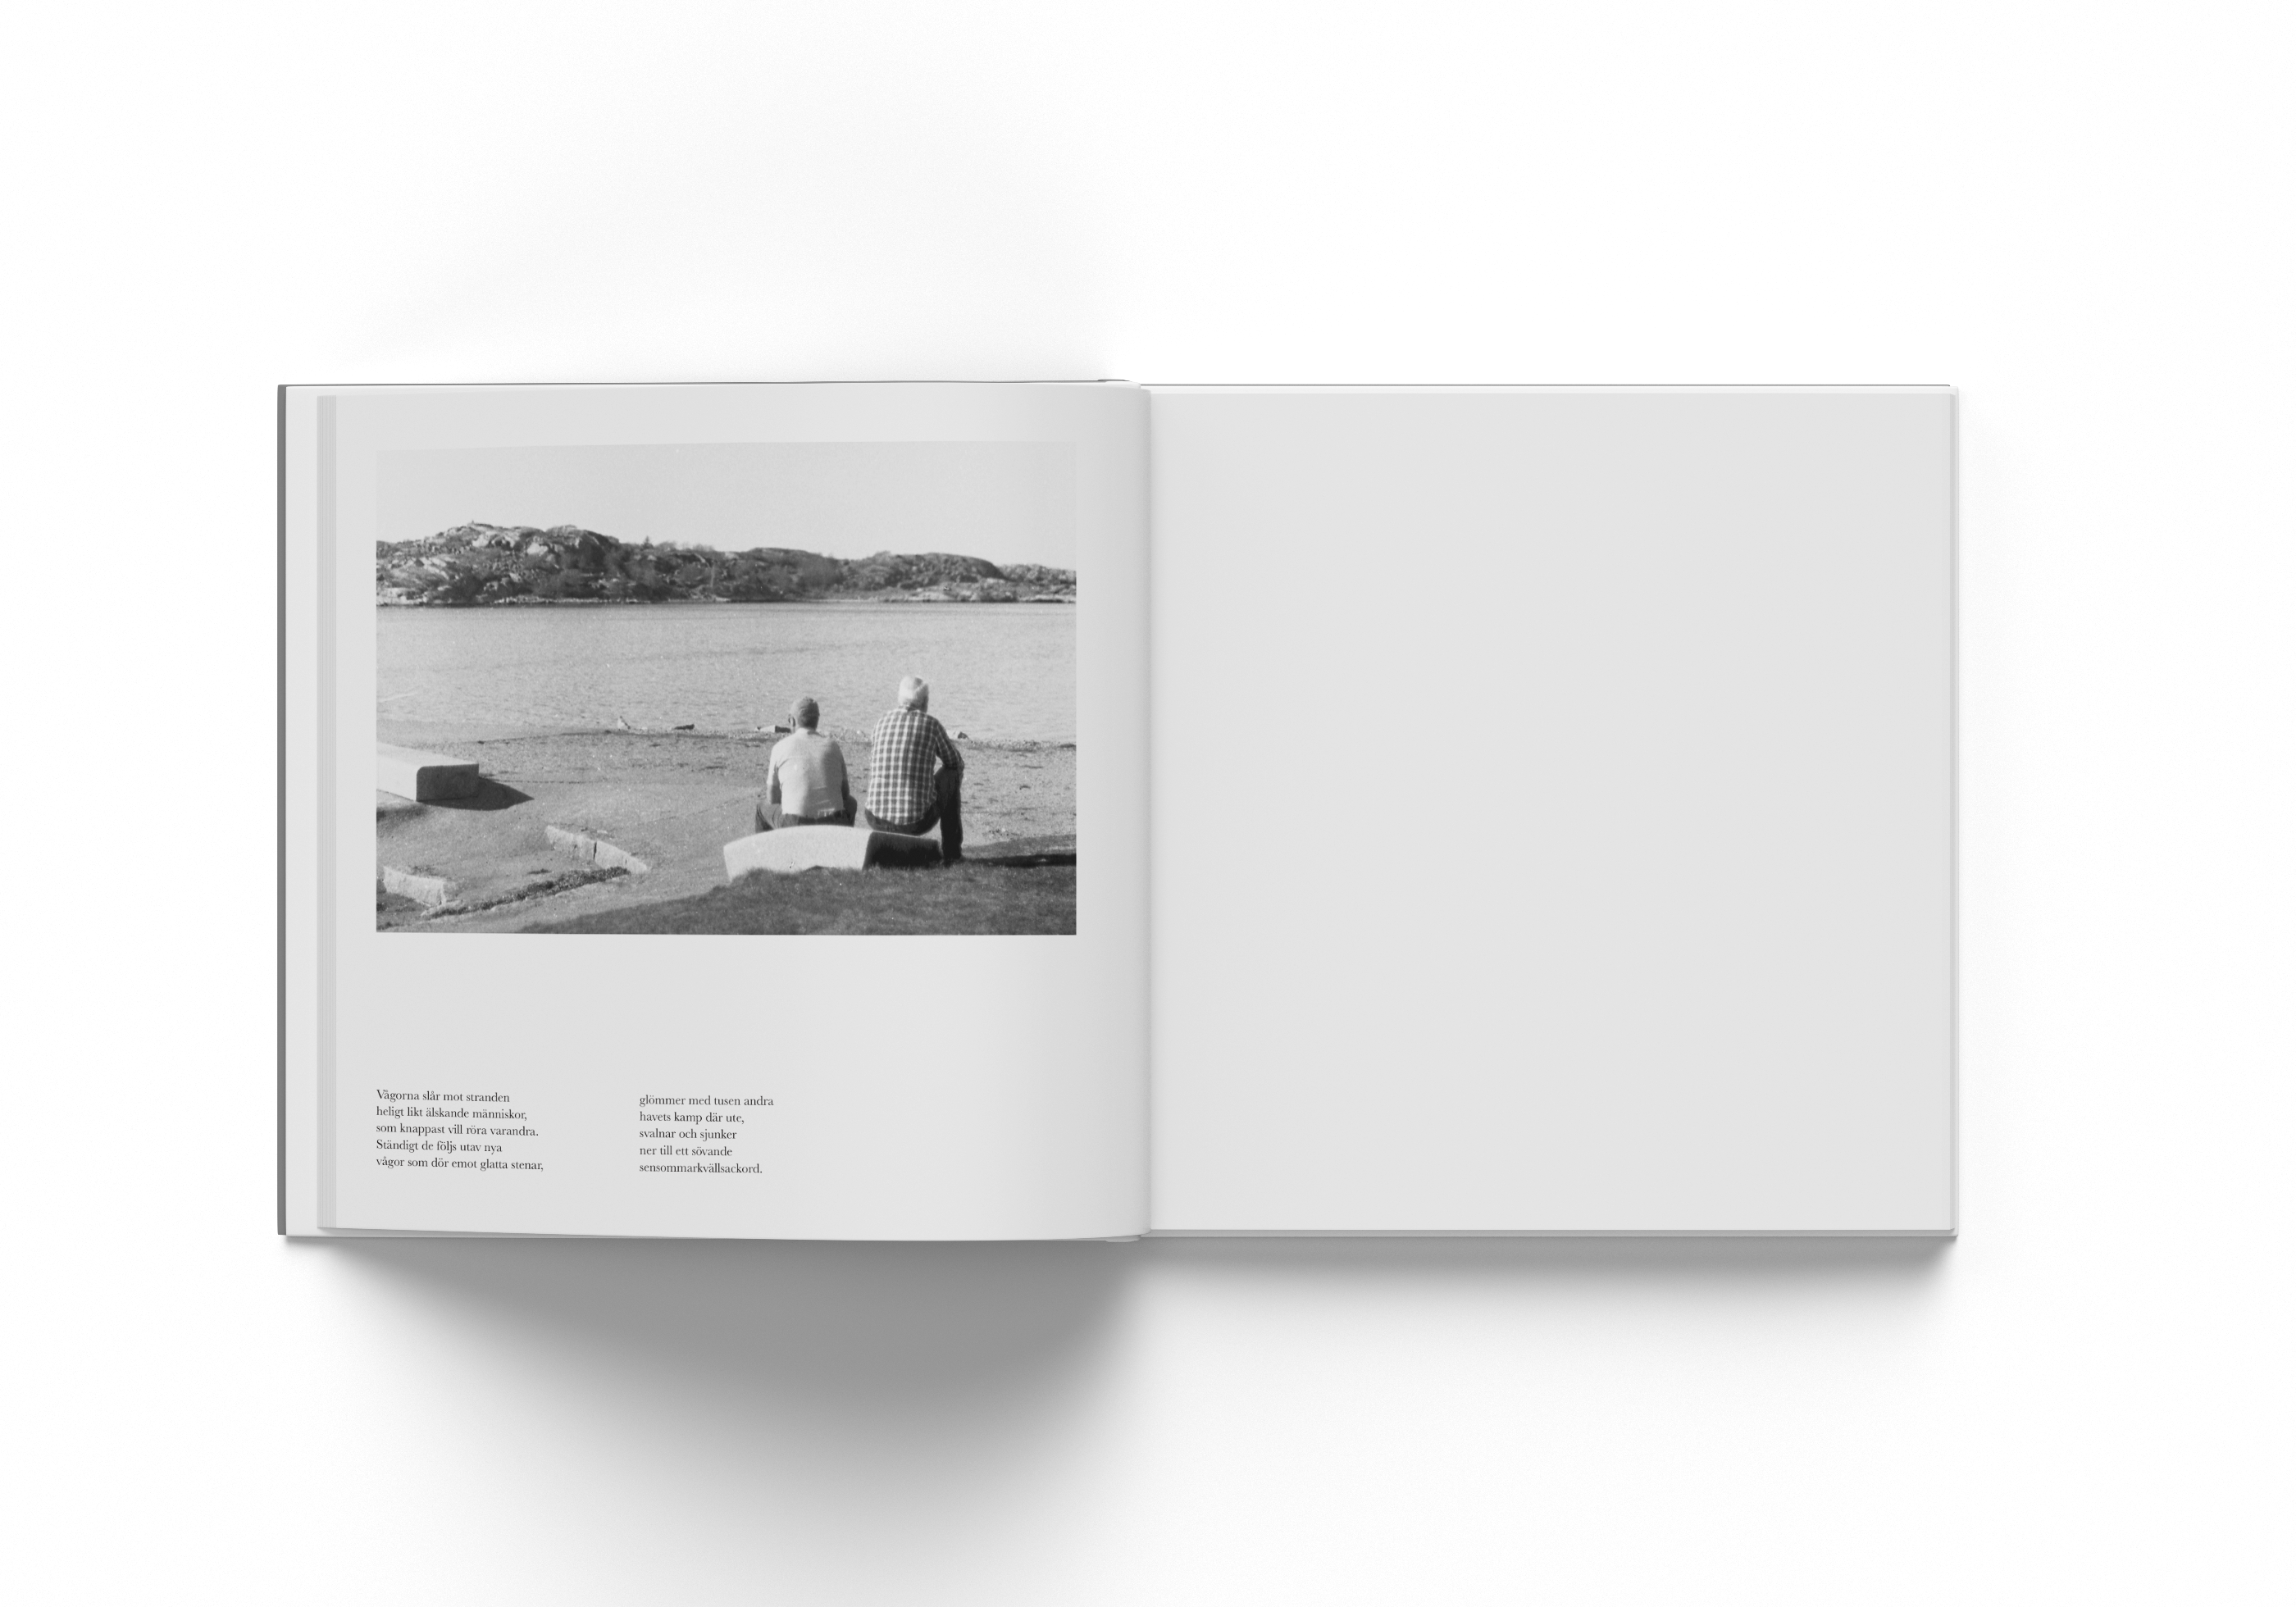 Vågorna slår mot stranden
heligt likt älskande människor,
som knappast vill röra varandra.
Ständigt de följs utav nya
vågor som dör emot glatta stenar,
glömmer med tusen andra
havets kamp där ute,
svalnar och sjunker
ner till ett sövande
sensommarkvällsackord.